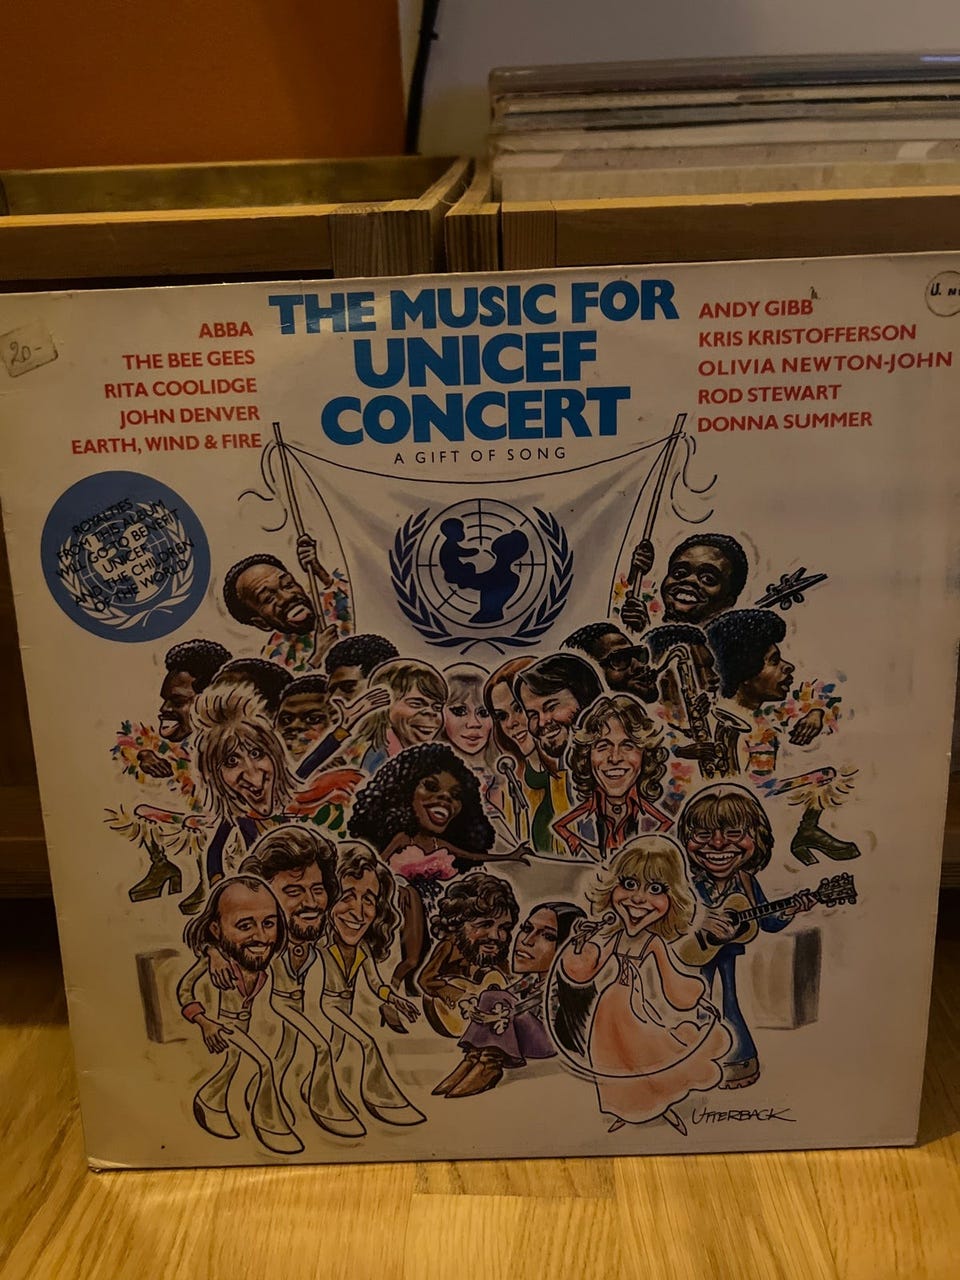 THE MUSIC FOR
UNICEF
CONCERT
A GIFT OF SONG
ABBA
THE BEE GEES
RITA COOLIDGE
JOHN DENVER
EARTH, WIND & FIRE
ANDY GIBB
KRIS KRISTOFFERSON
OLIVIA NEWTON-JOHN
ROD STEWART
DONNA SUMMER
20-
U.
ROYALTIES
FROM THIS ALBUM
WILL GO TO BENEFIT
UNICEF
AND THE CHILDREN
OF THE WORLD
UTTERBACK